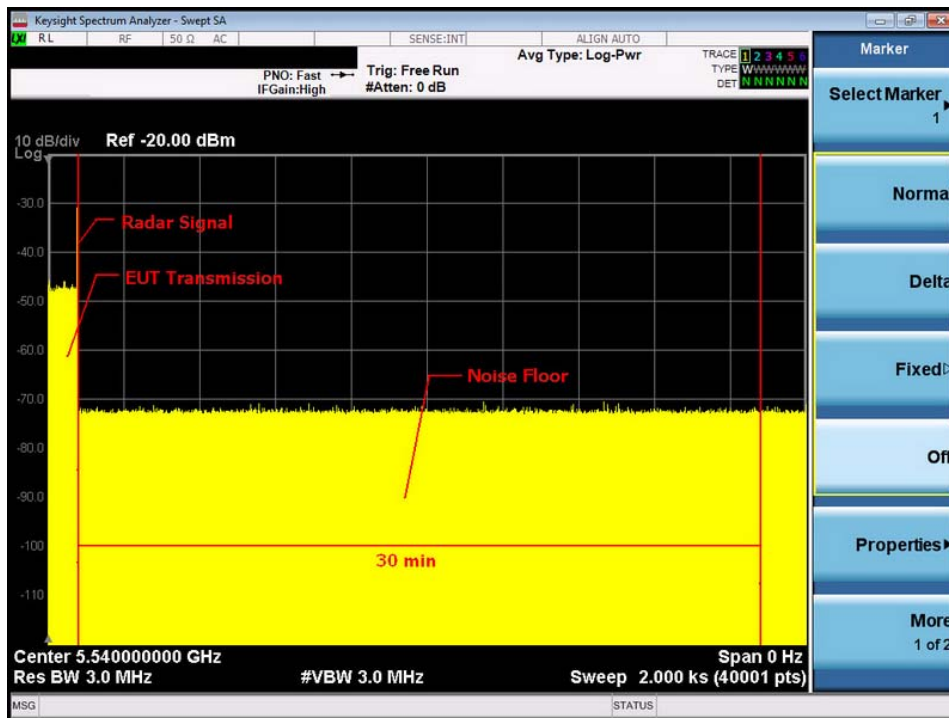 Keysight Spectrum Analyzer - Swept SA
LXI RL RF 50 Ω AC SENSE:INT ALIGN AUTO
Avg Type: Log-Pwr
TRACE 1 2 3 4 5 6
PNO: Fast Trig: Free Run
TYPE WWWWWWW
IFGain:High #Atten: 0 dB
DET N N N N N N
Marker
Select Marker
1
10 dB/div Ref -20.00 dBm
Log
Normal
-30.0
Radar Signal
-40.0
EUT Transmission
Delta
-50.0
-60.0
Noise Floor
Fixed
-70.0
-80.0
Off
-90.0
-100
30 min
Properties
-110
More
1 of 2
Center 5.540000000 GHz Span 0 Hz
Res BW 3.0 MHz #VBW 3.0 MHz Sweep 2.000 ks (40001 pts)
MSG STATUS